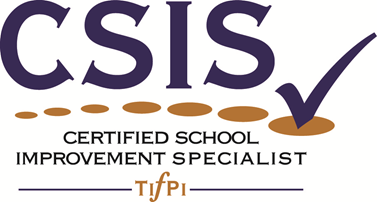 CSIS
CERTIFIED SCHOOL
IMPROVEMENT SPECIALIST
TIfPI